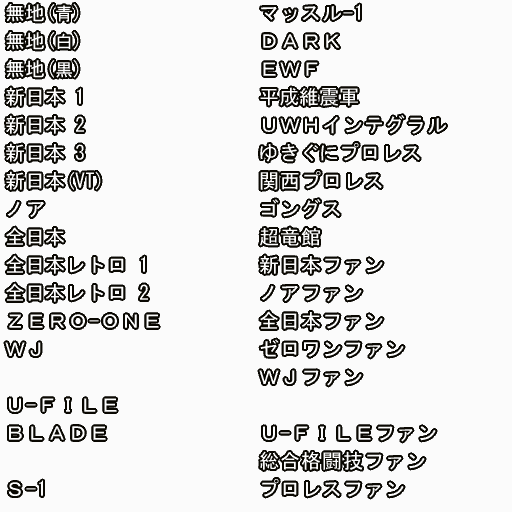 無地(青)
無地(白)
無地(黒)
新日本 1
新日本 2
新日本 3
新日本(VT)
ノア
全日本
全日本レトロ 1
全日本レトロ 2
ＺＥＲＯ−ＯＮＥ
ＷＪ
Ｕ−ＦＩＬＥ
ＢＬＡＤＥ
Ｓ−1
マッスル−1
ＤＡＲＫ
ＥＷＦ
平成維震軍
ＵＷＨインテグラル
ゆきぐにプロレス
関西プロレス
ゴングス
超竜館
新日本ファン
ノアファン
全日本ファン
ゼロワンファン
ＷＪファン
Ｕ−ＦＩＬＥファン
総合格闘技ファン
プロレスファン